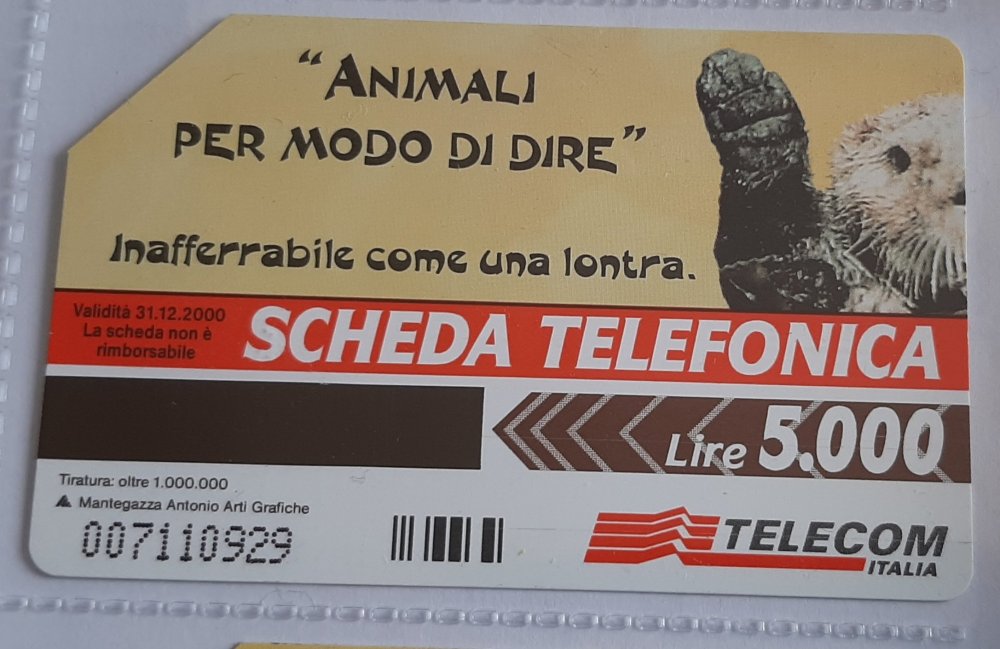 “ANIMALI
PER MODO DI DIRE”
Inafferrabile come una lontra.
Validità 31.12.2000
La scheda non è
rimborsabile
SCHEDA TELEFONICA
Lire 5.000
Tiratura: oltre 1.000.000
Mantegazza Antonio Arti Grafiche
007110929
TELECOM
ITALIA